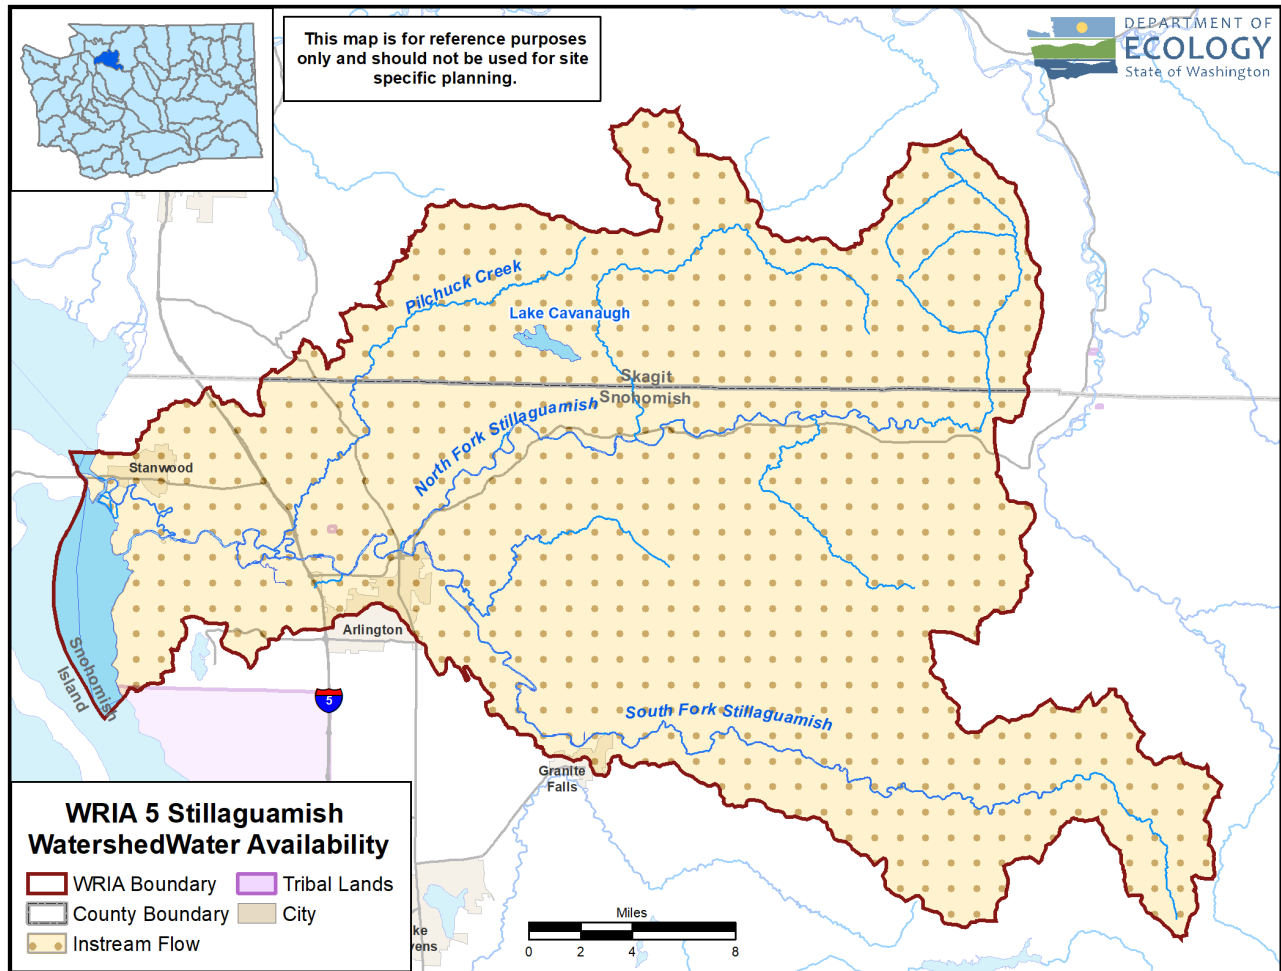 This map is for reference purposes
only and should not be used for site
specific planning.
DEPARTMENT OF
ECOLOGY
State of Washington
Pilchuck Creek
Lake Cavanaugh
Skagit
Snohomish
North Fork Stillaguamish
Stanwood
Arlington
Snohomish
Island
5
South Fork Stillaguamish
Granite
Falls
WRIA 5 Stillaguamish
WatershedWater Availability
WRIA Boundary
Tribal Lands
County Boundary
City
Instream Flow
ke
vens
Miles
0 2 4 8